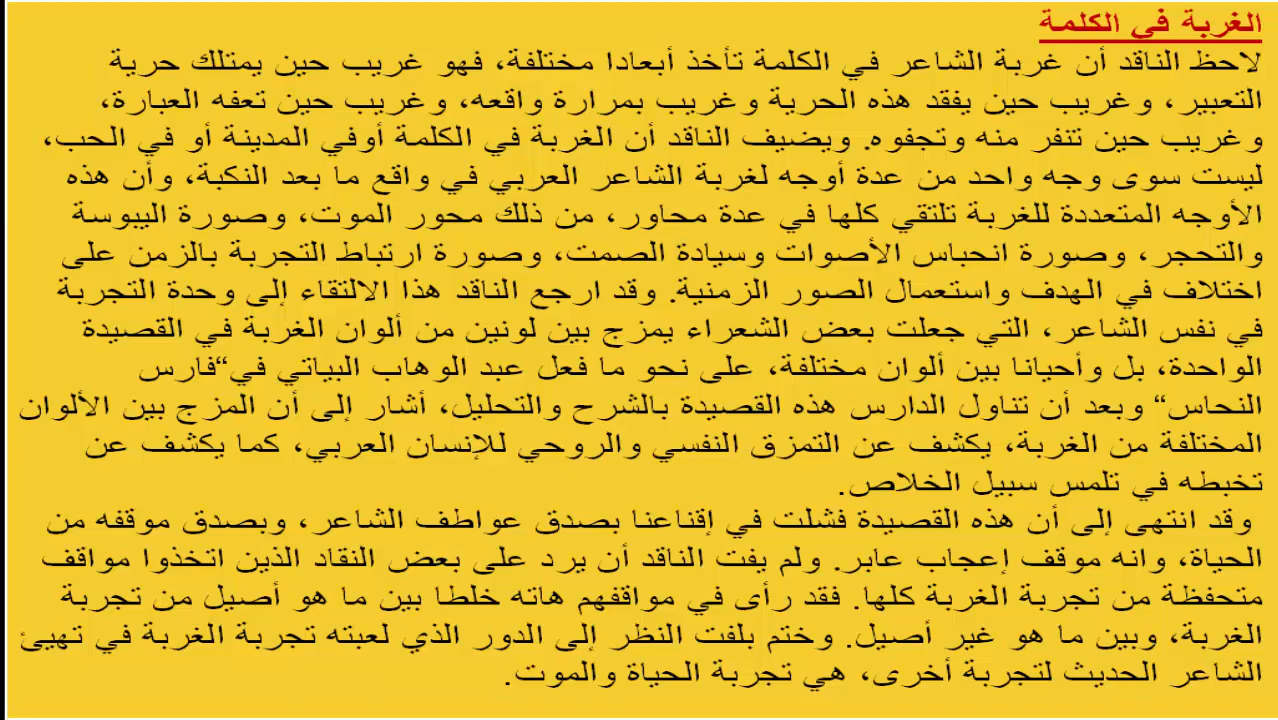 الغربة في الكلمة
لاحظ الناقد أن غربة الشاعر في الكلمة تأخذ أبعادا مختلفة، فهو غريب حين يمتلك حرية
التعبير، وغريب حين يفقد هذه الحرية وغريب بمرارة واقعه، وغريب حين تعفه العبارة،
وغريب حين تنفر منه وتجفوه. ويضيف الناقد أن الغربة في الكلمة أوفي المدينة أو في الحب،
ليست سوى وجه واحد من عدة أوجه لغربة الشاعر العربي في واقع ما بعد النكبة، وأن هذه
الأوجه المتعددة للغربة تلتقي كلها في عدة محاور، من ذلك محور الموت، وصورة اليبوسة
والتحجر، وصورة انحباس الأصوات وسيادة الصمت، وصورة ارتباط التجربة بالزمن على
اختلاف في الهدف واستعمال الصور الزمنية. وقد ارجع الناقد هذا الالتقاء إلى وحدة التجربة
في نفس الشاعر، التي جعلت بعض الشعراء يمزج بين لونين من ألوان الغربة في القصيدة
الواحدة، بل وأحيانا بين ألوان مختلفة، على نحو ما فعل عبد الوهاب البياتي في“فارس
النحاس“ وبعد أن تناول الدارس هذه القصيدة بالشرح والتحليل، أشار إلى أن المزج بين الألوان
المختلفة من الغربة، يكشف عن التمزق النفسي والروحي للإنسان العربي، كما يكشف عن
تخبطه في تلمس سبيل الخلاص.
وقد انتهى إلى أن هذه القصيدة فشلت في إقناعنا بصدق عواطف الشاعر، وبصدق موقفه من
الحياة، وانه موقف إعجاب عابر. ولم يفت الناقد أن يرد على بعض النقاد الذين اتخذوا مواقف
متحفظة من تجربة الغربة كلها. فقد رأى في مواقفهم هاته خلطا بين ما هو أصيل من تجربة
الغربة، وبين ما هو غير أصيل. وختم بلفت النظر إلى الدور الذي لعبته تجربة الغربة في تهيئ
الشاعر الحديث لتجربة أخرى، هي تجربة الحياة والموت.